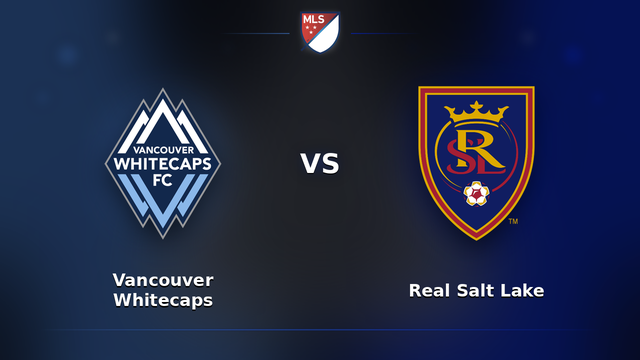 MLS
VANCOUVER
WHITECAPS
FC
VS
RSL
TM
Vancouver
Whitecaps
Real Salt Lake